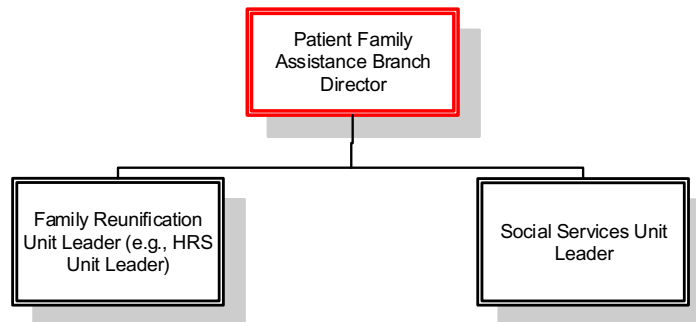 Patient Family
Assistance Branch
Director
Family Reunification
Unit Leader (e.g., HRS
Unit Leader)
Social Services Unit
Leader